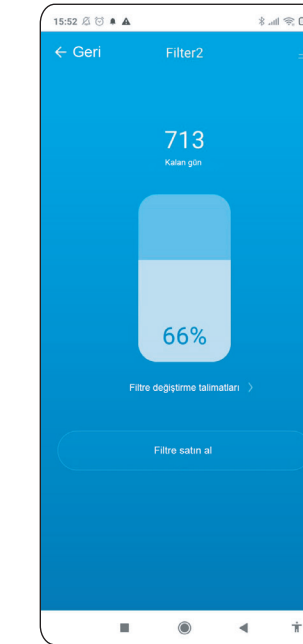 15:52
← Geri
Filter2
713
Kalan gün
66%
Filtre değiştirme talimatları 〉
Filtre satın al